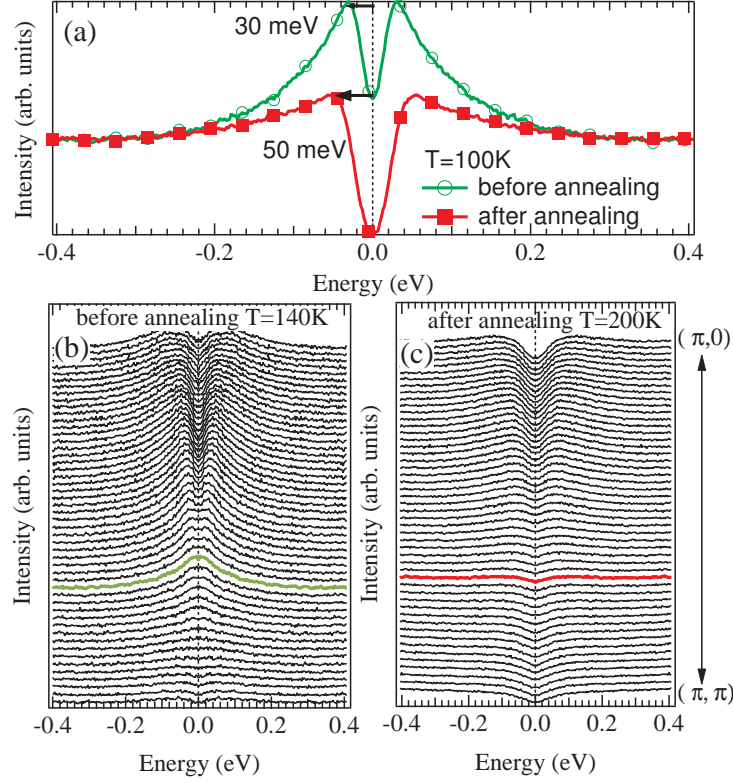 (a)
30 meV
50 meV
T=100K
before annealing
after annealing
Intensity (arb. units)
-0.4 -0.2 0.0 0.2 0.4
Energy (eV)
before annealing T=140K
(b)
Intensity (arb. units)
-0.4 -0.2 0.0 0.2 0.4
Energy (eV)
after annealing T=200K
(c)
(π,0)
(π, π)
Intensity (arb. units)
-0.4 -0.2 0.0 0.2 0.4
Energy (eV)